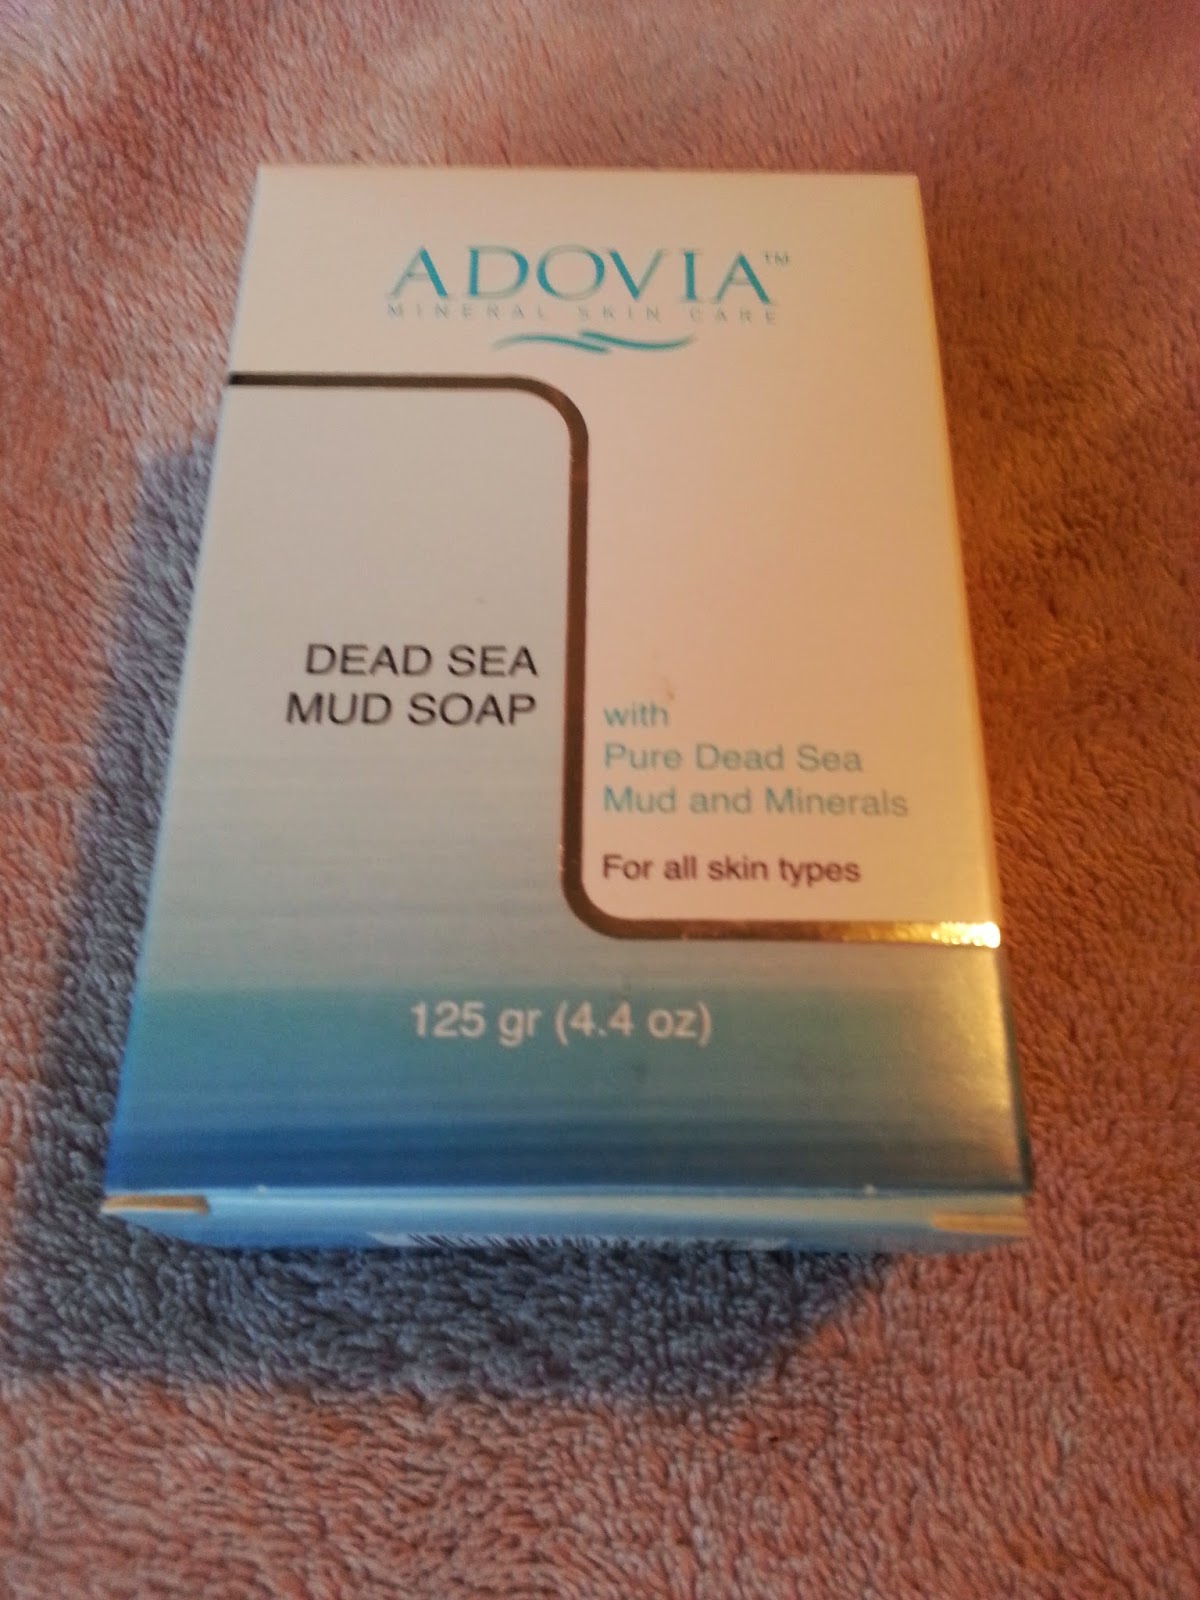 ADOVIA™
MINERAL SKIN CARE
DEAD SEA
MUD SOAP
with
Pure Dead Sea
Mud and Minerals
For all skin types
125 gr (4.4 oz)